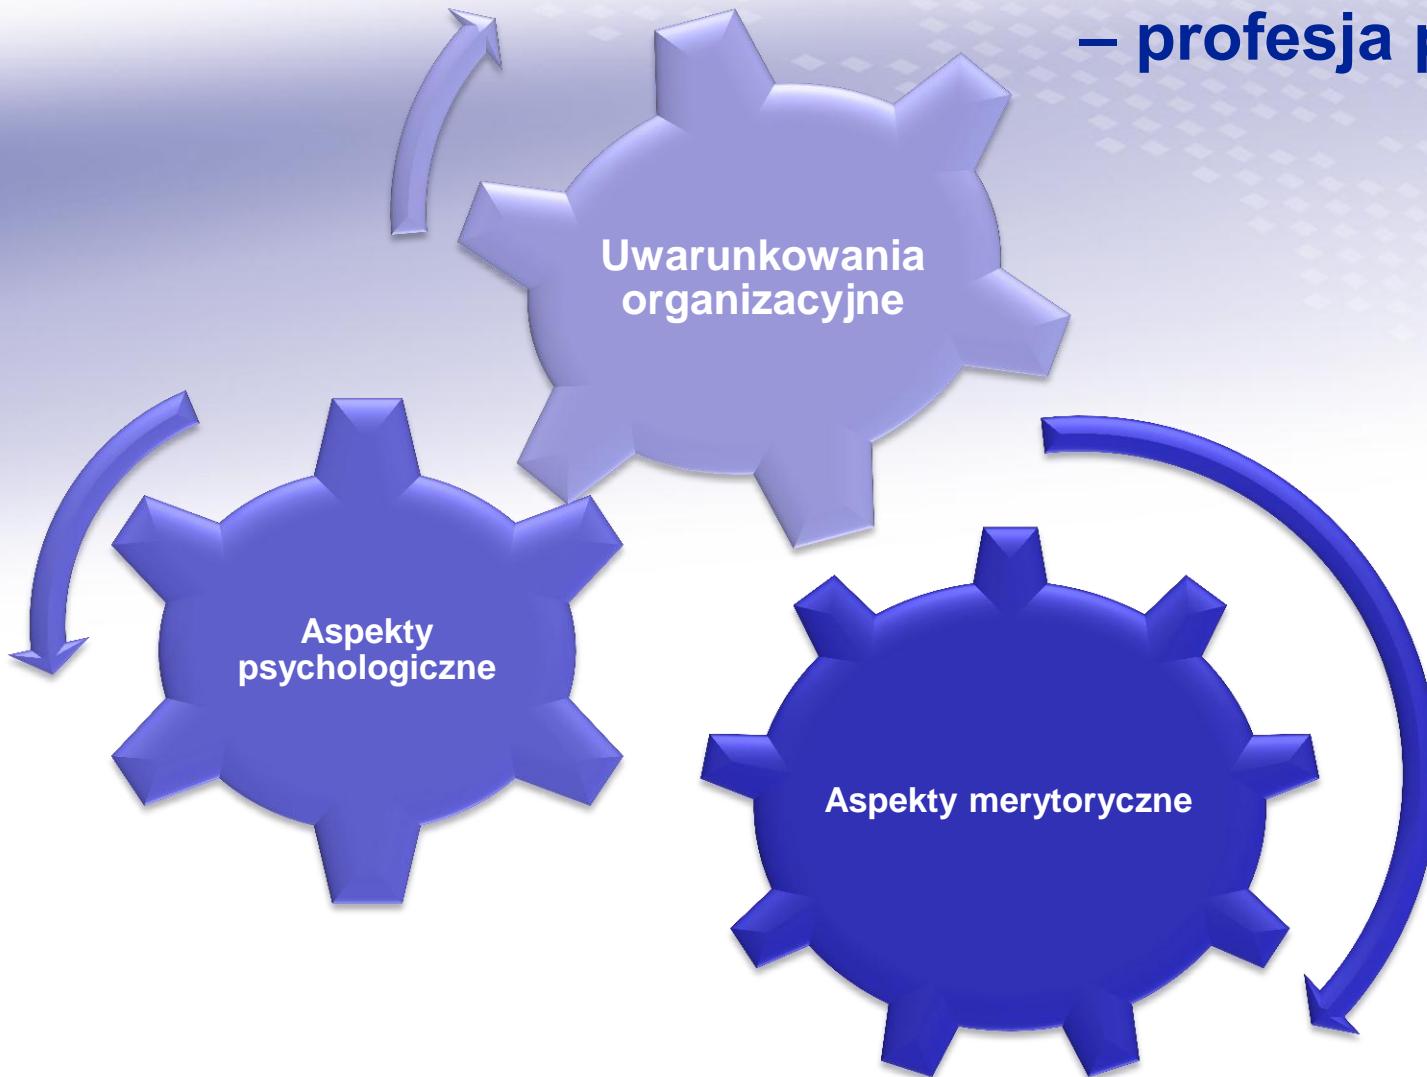 – profesja p
Uwarunkowania
organizacyjne
Aspekty
psychologiczne
Aspekty merytoryczne